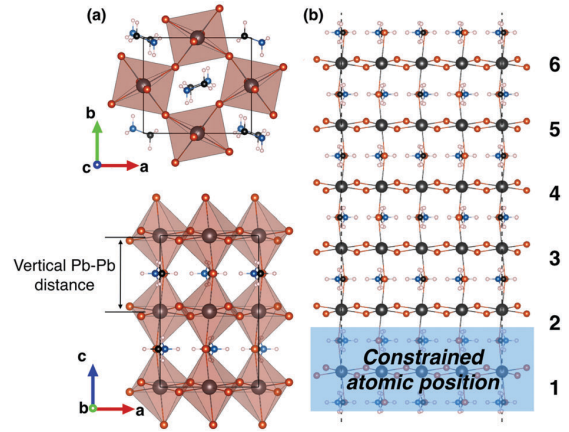 (a)
b
c
a
Vertical Pb-Pb
distance
c
b
a
(b)
6
5
4
3
2
Constrained
atomic position
1